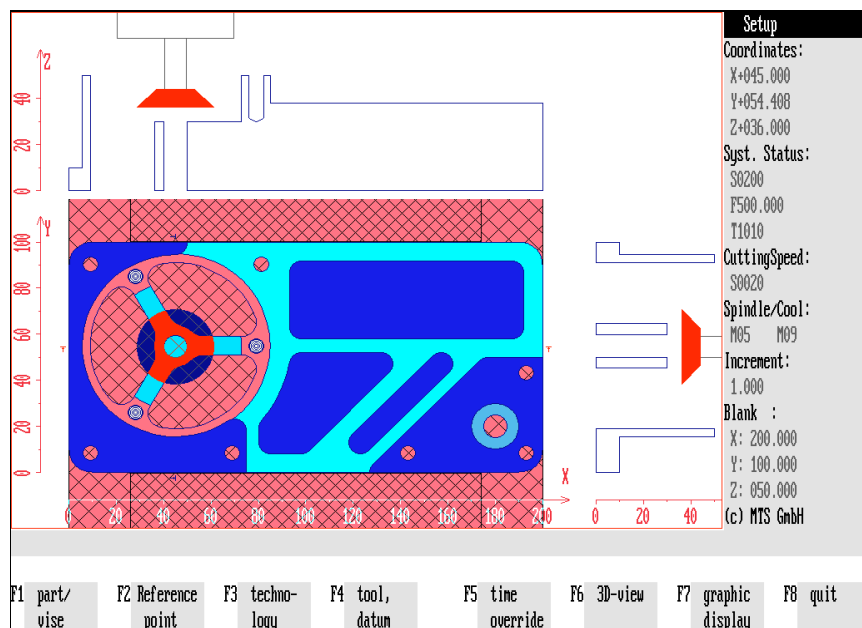 Setup
Coordinates:
X+045.000
Y+054.408
Z+036.000
Syst. Status:
S0200
F500.000
T1010
CuttingSpeed:
S0020
Spindle/Cool:
M05 M09
Increment:
1.000
Blank :
X: 200.000
Y: 100.000
Z: 050.000
(c) MTS GmbH
Z
40
20
0
Y
100
80
60
40
20
0
X
0 20 40 60 80 100 120 140 160 180 200
0 20 40
F1 part/ vise
F2 Reference point
F3 techno- logy
F4 tool, datum
F5 time override
F6 3D-view
F7 graphic display
F8 quit